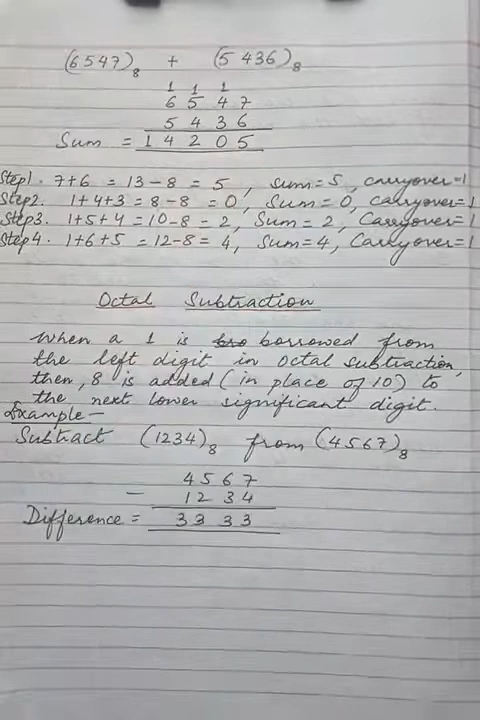 (6547)8 + (5436)8
1 1 1
6 5 4 7
5 4 3 6
Sum = 1 4 2 0 5
Step1. 7+6 = 13-8 = 5, sum=5, carryover=1
Step2. 1+4+3 = 8-8 = 0, Sum=0, carryover=1
Step3. 1+5+4 = 10-8 = 2, Sum=2, Carryover=1
Step4. 1+6+5 = 12-8 = 4, Sum=4, Carryover=1
Octal Subtraction
When a 1 is borrowed from
the left digit in octal subtraction,
then, 8 is added (in place of 10) to
the next lower significant digit.
Example-
Subtract (1234)8 from (4567)8
4 5 6 7
- 1 2 3 4
Difference = 3 3 3 3